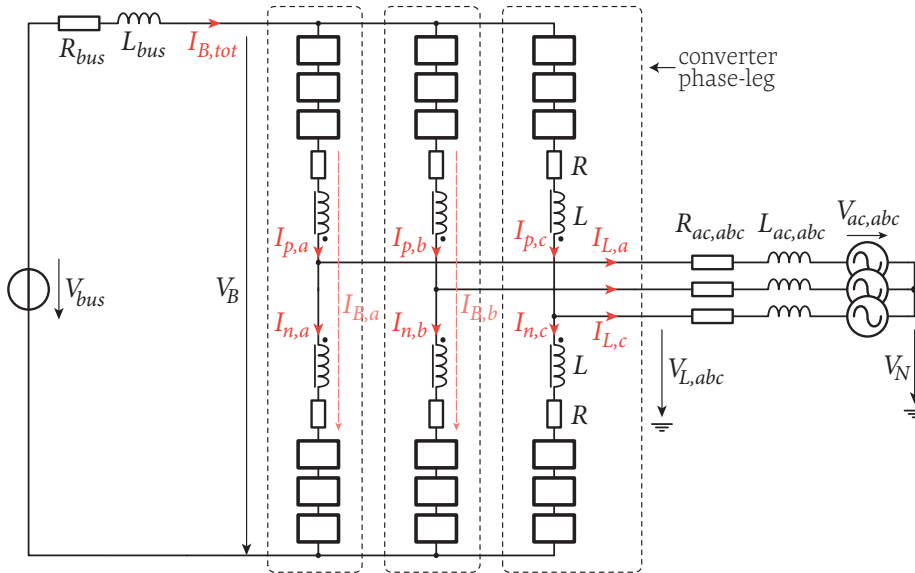 R_bus
L_bus
I_B,tot
converter
phase-leg
R
L
I_p,a
I_p,b
I_p,c
I_L,a
R_ac,abc
L_ac,abc
V_ac,abc
V_bus
V_B
I_B,a
I_B,b
I_n,a
I_n,b
I_n,c
I_L,c
L
V_L,abc
V_N
R